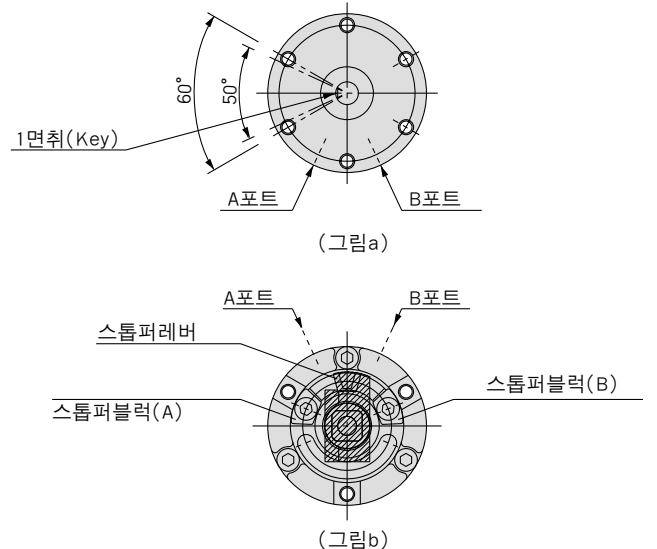 60°
50°
1면취(Key)
A포트
B포트
(그림a)
A포트
B포트
스톱퍼레버
스톱퍼블럭(B)
스톱퍼블럭(A)
(그림b)